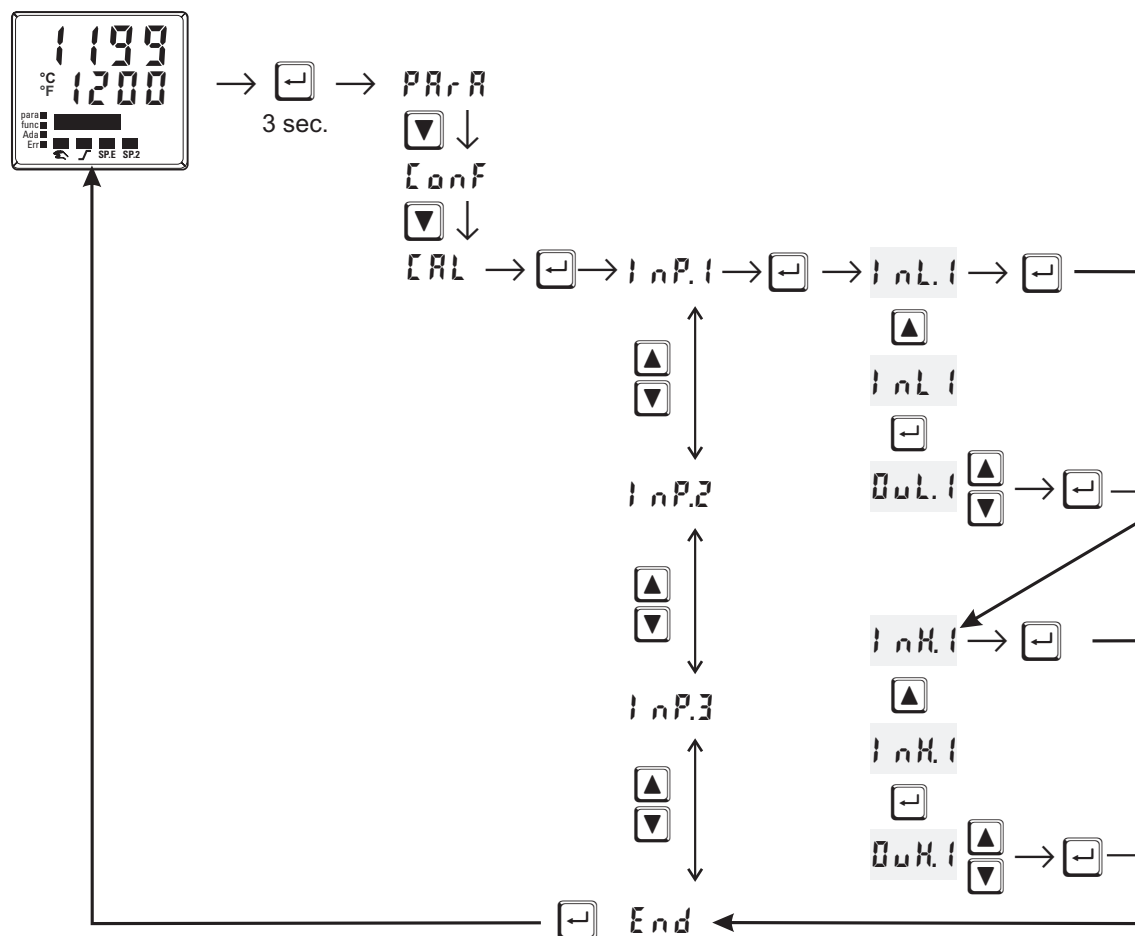 1199
°C
°F
1200
para
func
Ada
Err
SP.E SP.2
3 sec.
PArA
ConF
CAL
InP.1
InL.1
InL1
OuL.1
InP.2
InH.1
InP.3
InH.1
OuH.1
End